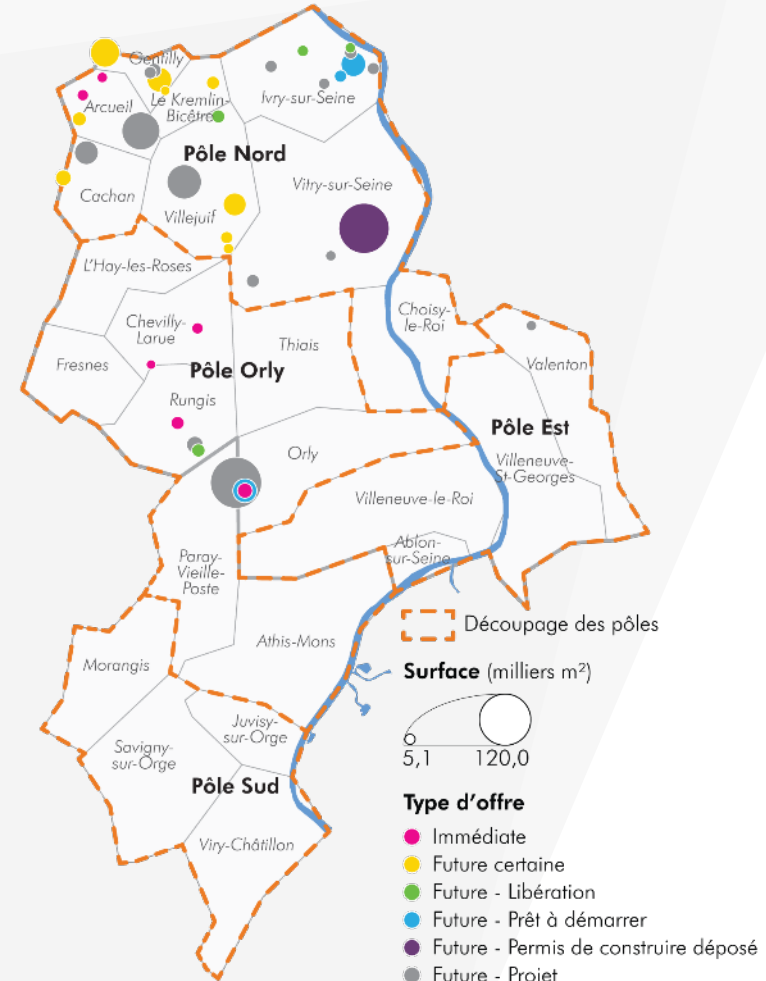 Gentilly
Arcueil
Le Kremlin-
Bicêtre
Ivry-sur-Seine
Pôle Nord
Cachan
Villejuif
Vitry-sur-Seine
L'Haÿ-les-Roses
Chevilly-
Larue
Thiais
Choisy-
le-Roi
Fresnes
Pôle Orly
Valenton
Rungis
Pôle Est
Orly
Villeneuve-
St-Georges
Villeneuve-le-Roi
Ablon-
sur-Seine
Paray-
Vieille-
Poste
Athis-Mons
Morangis
Juvisy-
sur-Orge
Savigny-
sur-Orge
Pôle Sud
Viry-Châtillon
Découpage des pôles
Surface (milliers m²)
5,1 120,0
Type d'offre
Immédiate
Future certaine
Future - Libération
Future - Prêt à démarrer
Future - Permis de construire déposé
Future - Projet